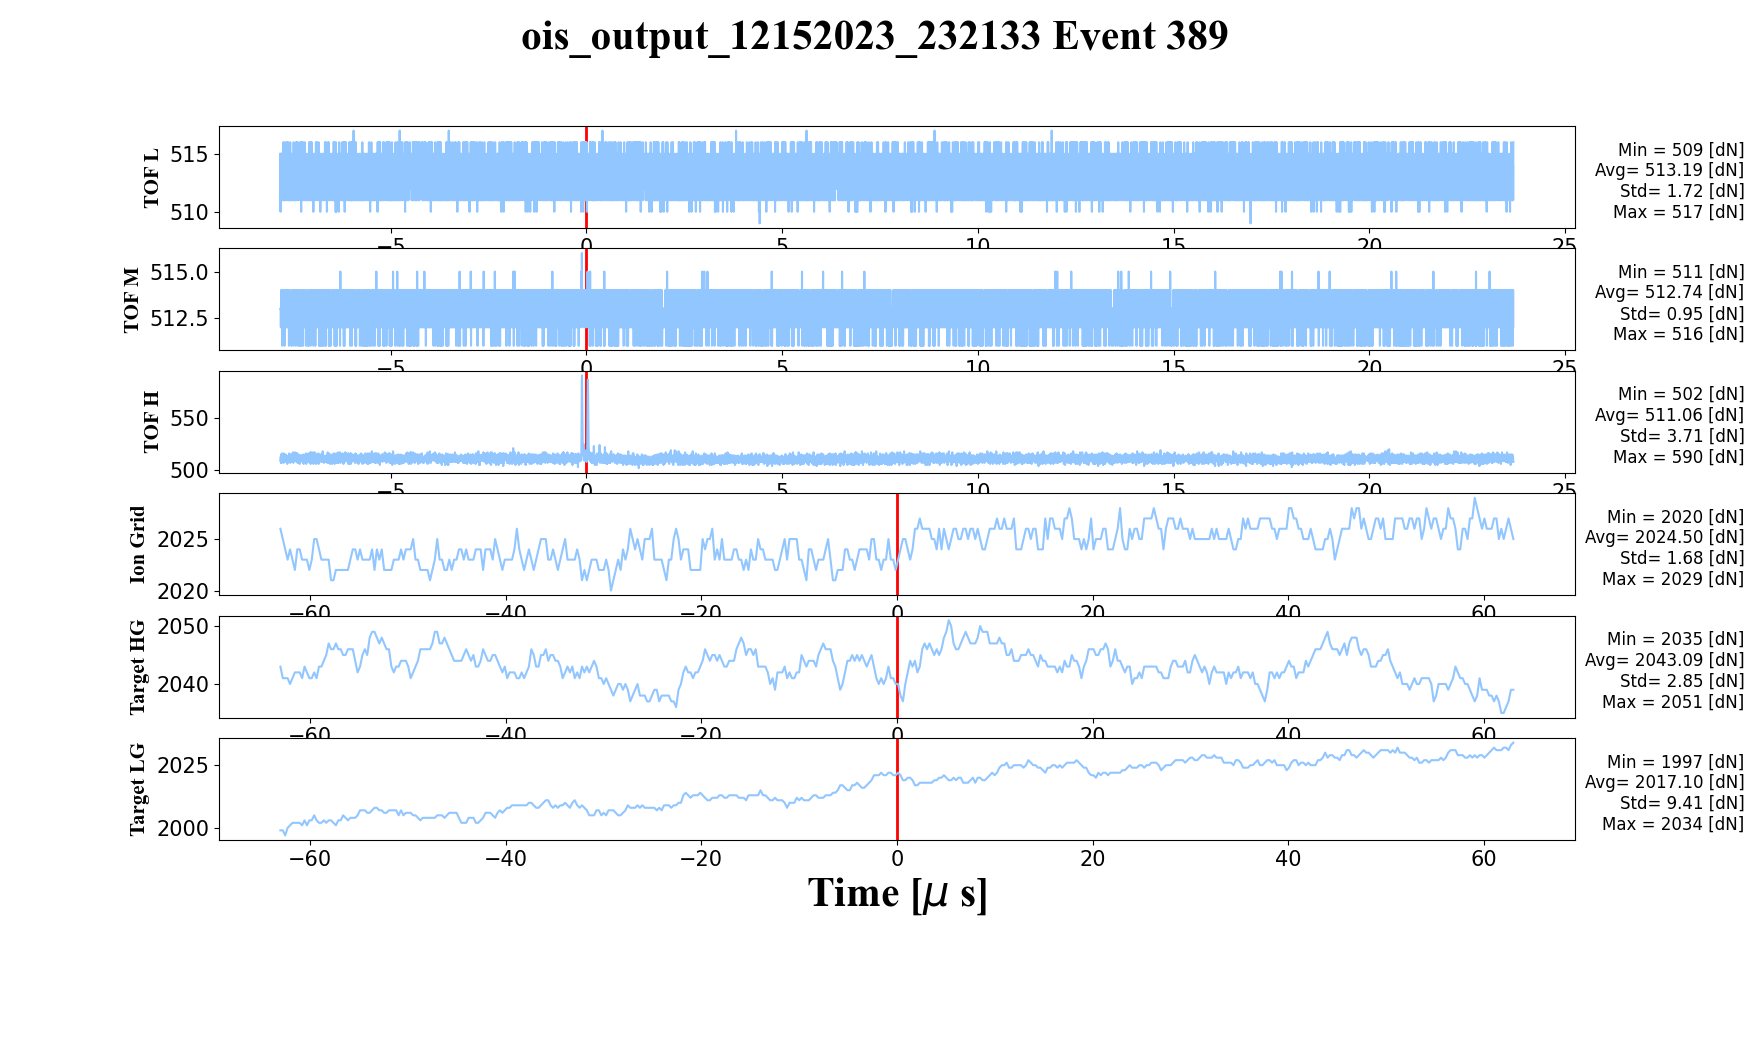 ois_output_12152023_232133 Event 389
TOF L
515
510
−5
0
5
10
15
20
25
Min = 509 [dN]
Avg= 513.19 [dN]
Std= 1.72 [dN]
Max = 517 [dN]
TOF M
515.0
512.5
−5
0
5
10
15
20
25
Min = 511 [dN]
Avg= 512.74 [dN]
Std= 0.95 [dN]
Max = 516 [dN]
TOF H
550
500
−5
0
5
10
15
20
25
Min = 502 [dN]
Avg= 511.06 [dN]
Std= 3.71 [dN]
Max = 590 [dN]
Ion Grid
2025
2020
−60
−40
−20
0
20
40
60
Min = 2020 [dN]
Avg= 2024.50 [dN]
Std= 1.68 [dN]
Max = 2029 [dN]
Target HG
2050
2040
−60
−40
−20
0
20
40
60
Min = 2035 [dN]
Avg= 2043.09 [dN]
Std= 2.85 [dN]
Max = 2051 [dN]
Target LG
2025
2000
−60
−40
−20
0
20
40
60
Min = 1997 [dN]
Avg= 2017.10 [dN]
Std= 9.41 [dN]
Max = 2034 [dN]
Time [μ s]